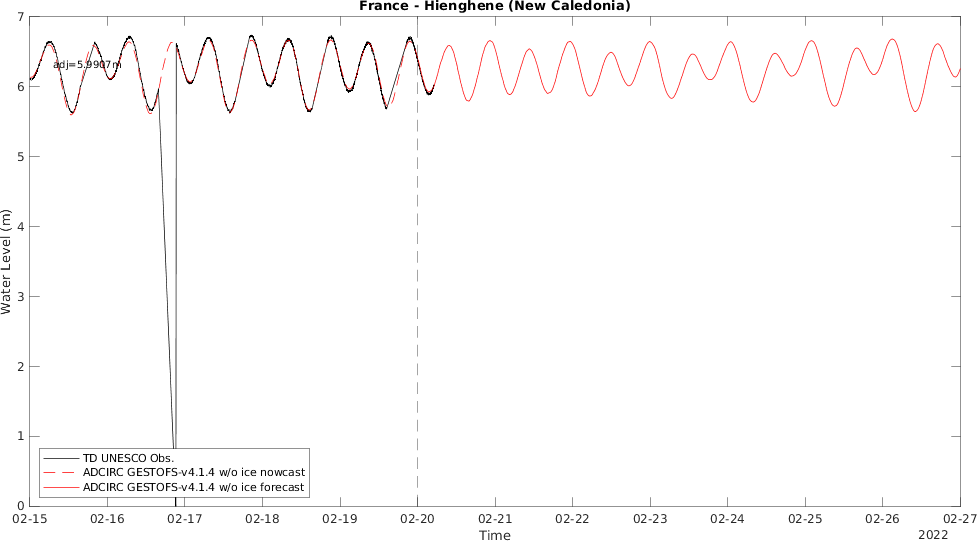 France - Hienghene (New Caledonia)
7
6
5
4
3
2
1
0
Water Level (m)
adj=5.9907m
TD UNESCO Obs.
ADCIRC GESTOFS-v4.1.4 w/o ice nowcast
ADCIRC GESTOFS-v4.1.4 w/o ice forecast
02-15 02-16 02-17 02-18 02-19 02-20 02-21 02-22 02-23 02-24 02-25 02-26 02-27
Time
2022